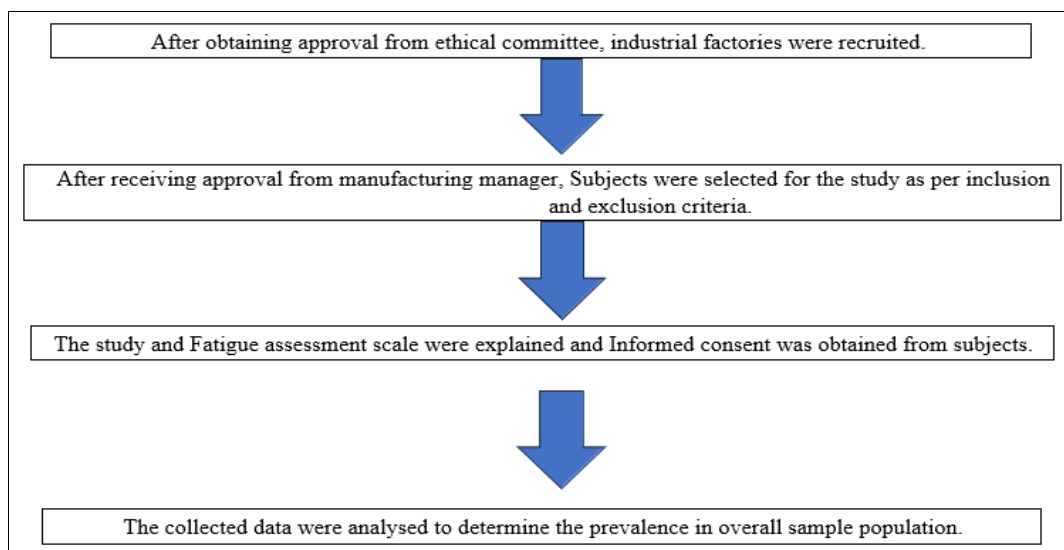 After obtaining approval from ethical committee, industrial factories were recruited.
After receiving approval from manufacturing manager, Subjects were selected for the study as per inclusion
and exclusion criteria.
The study and Fatigue assessment scale were explained and Informed consent was obtained from subjects.
The collected data were analysed to determine the prevalence in overall sample population.